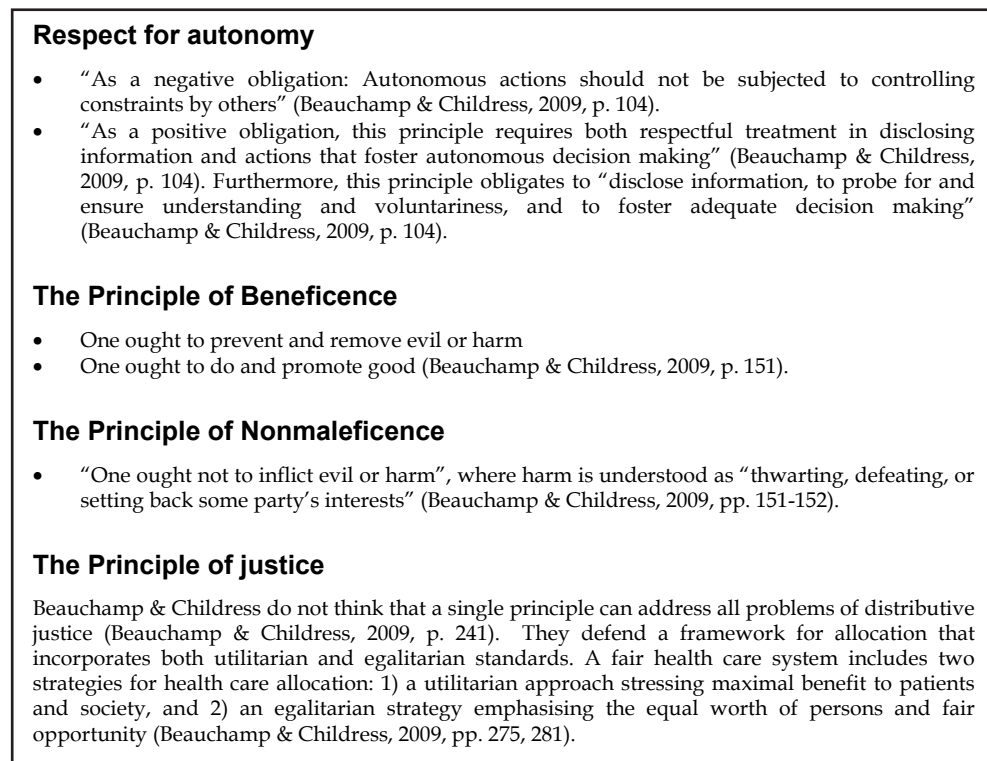 Respect for autonomy
• “As a negative obligation: Autonomous actions should not be subjected to controlling
constraints by others” (Beauchamp & Childress, 2009, p. 104).
• “As a positive obligation, this principle requires both respectful treatment in disclosing
information and actions that foster autonomous decision making” (Beauchamp & Childress,
2009, p. 104). Furthermore, this principle obligates to “disclose information, to probe for and
ensure understanding and voluntariness, and to foster adequate decision making”
(Beauchamp & Childress, 2009, p. 104).
The Principle of Beneficence
• One ought to prevent and remove evil or harm
• One ought to do and promote good (Beauchamp & Childress, 2009, p. 151).
The Principle of Nonmaleficence
• “One ought not to inflict evil or harm”, where harm is understood as “thwarting, defeating, or
setting back some party’s interests” (Beauchamp & Childress, 2009, pp. 151-152).
The Principle of justice
Beauchamp & Childress do not think that a single principle can address all problems of distributive
justice (Beauchamp & Childress, 2009, p. 241). They defend a framework for allocation that
incorporates both utilitarian and egalitarian standards. A fair health care system includes two
strategies for health care allocation: 1) a utilitarian approach stressing maximal benefit to patients
and society, and 2) an egalitarian strategy emphasising the equal worth of persons and fair
opportunity (Beauchamp & Childress, 2009, pp. 275, 281).